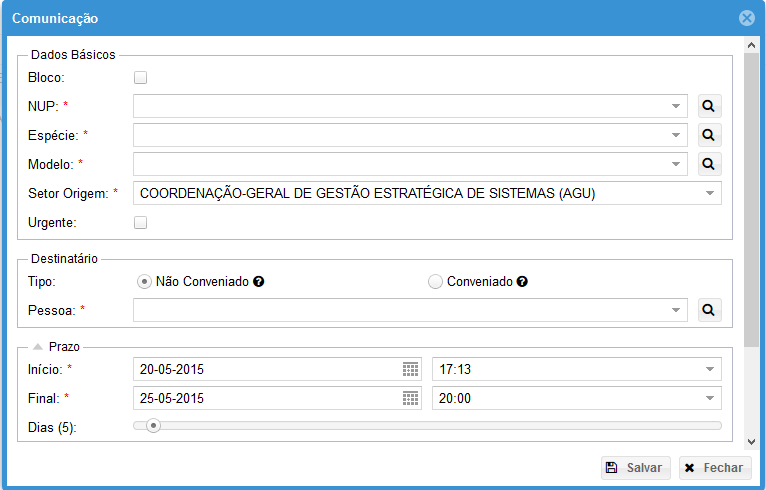 Comunicação
Dados Básicos
Bloco:
NUP: *
Espécie: *
Modelo: *
Setor Origem: * COORDENAÇÃO-GERAL DE GESTÃO ESTRATÉGICA DE SISTEMAS (AGU)
Urgente:
Destinatário
Tipo: Não Conveniado ? Conveniado ?
Pessoa: *
Prazo
Início: * 20-05-2015 17:13
Final: * 25-05-2015 20:00
Dias (5):
Salvar Fechar